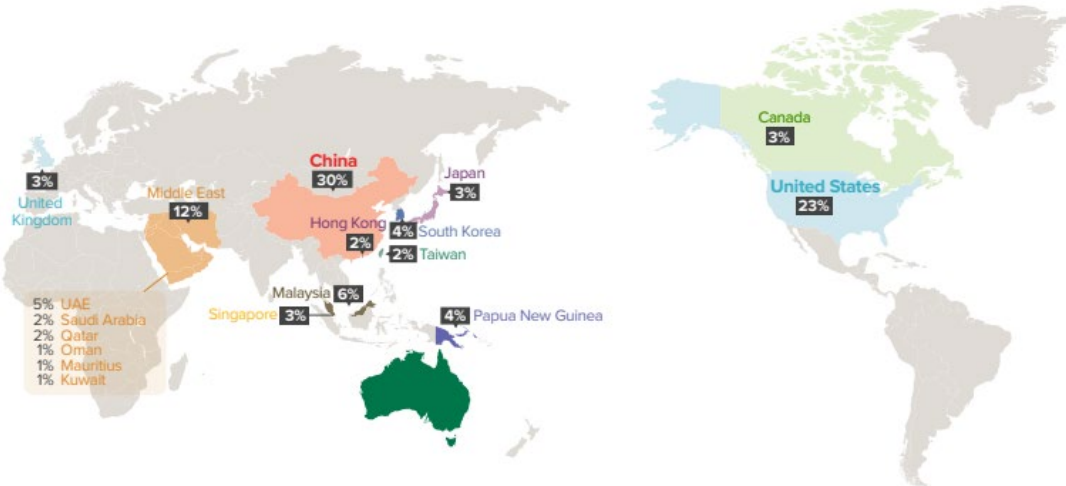 Canada
3%
China
30%
Japan
3%
United States
23%
3%
United
Kingdom
Middle East
12%
Hong Kong
2%
4% South Korea
2% Taiwan
Malaysia 6%
Singapore 3%
4% Papua New Guinea
5% UAE
2% Saudi Arabia
2% Qatar
1% Oman
1% Mauritius
1% Kuwait